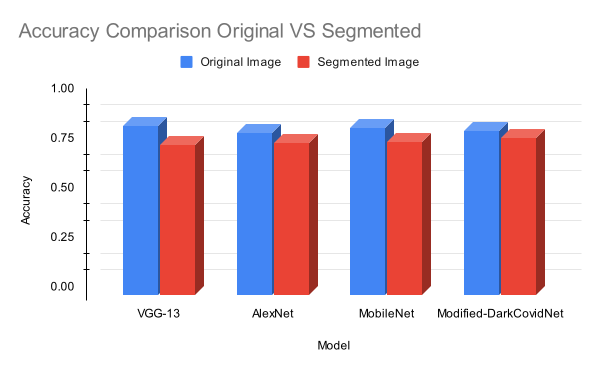 Accuracy Comparison Original VS Segmented
Original Image
Segmented Image
1.00
0.75
0.50
0.25
0.00
Accuracy
VGG-13
AlexNet
MobileNet
Modified-DarkCovidNet
Model